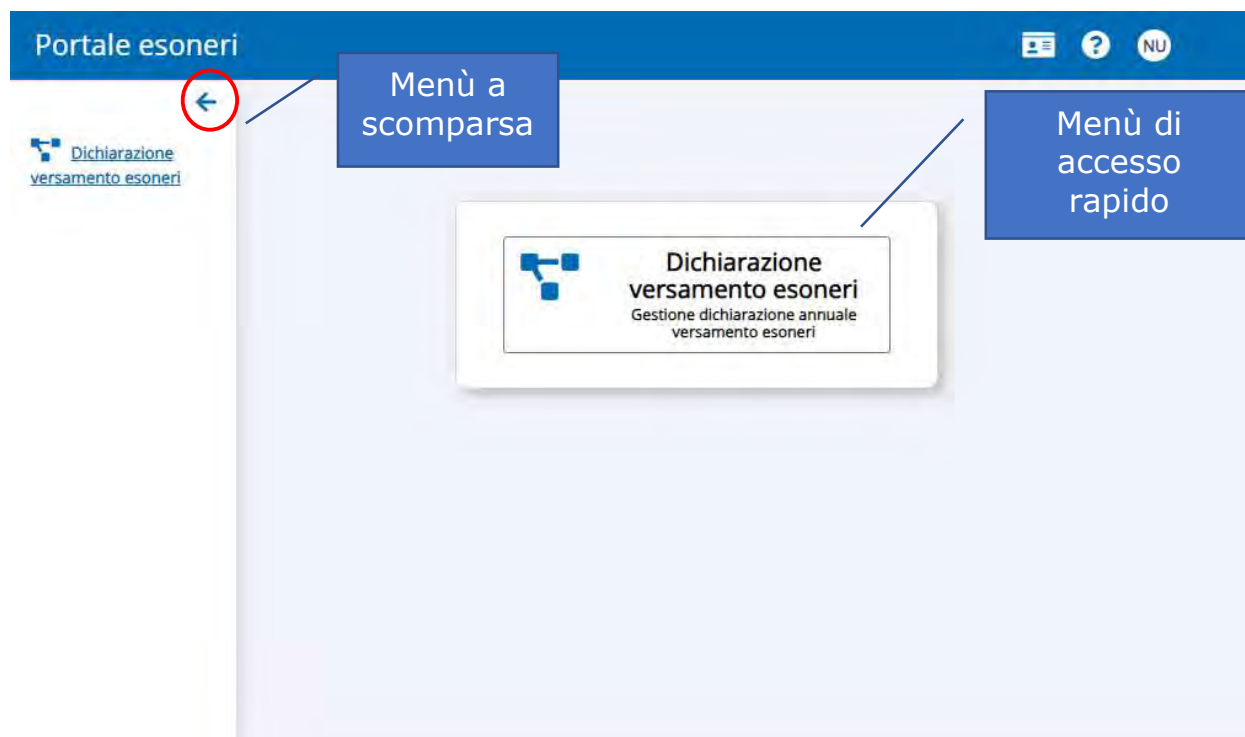 Portale esoneri
NU
Menù a
scomparsa
Menù di
accesso
rapido
Dichiarazione
versamento esoneri
Dichiarazione
versamento esoneri
Gestione dichiarazione annuale
versamento esoneri